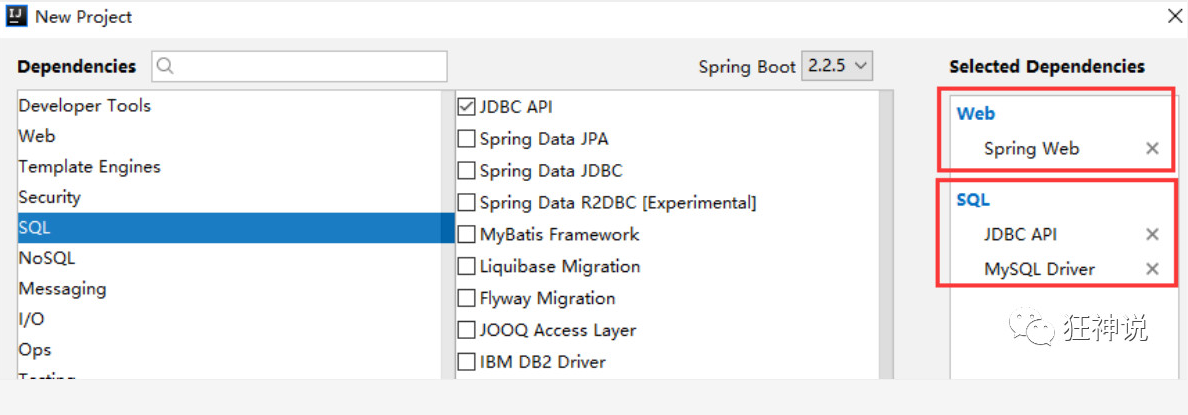 IJ New Project
Dependencies
Spring Boot 2.2.5
Selected Dependencies
Developer Tools
Web
Template Engines
Security
SQL
NoSQL
Messaging
I/O
Ops
Testing
JDBC API
Spring Data JPA
Spring Data JDBC
Spring Data R2DBC [Experimental]
MyBatis Framework
Liquibase Migration
Flyway Migration
JOOQ Access Layer
IBM DB2 Driver
Web
Spring Web
SQL
JDBC API
MySQL Driver
狂神说